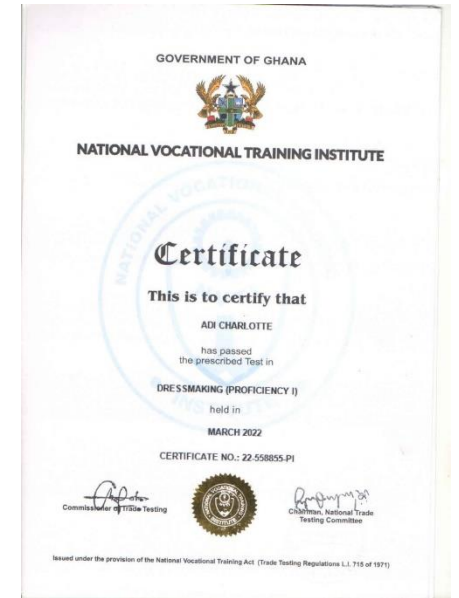 GOVERNMENT OF GHANA
NATIONAL VOCATIONAL TRAINING INSTITUTE
Certificate
This is to certify that
ADI CHARLOTTE
has passed
the prescribed Test in
DRESSMAKING (PROFICIENCY I)
held in
MARCH 2022
CERTIFICATE NO.: 22-558855-PI
Commissioner of Trade Testing
Chairman, National Trade
Testing Committee
Issued under the provision of the National Vocational Training Act (Trade Testing Regulations L.I. 715 of 1971)